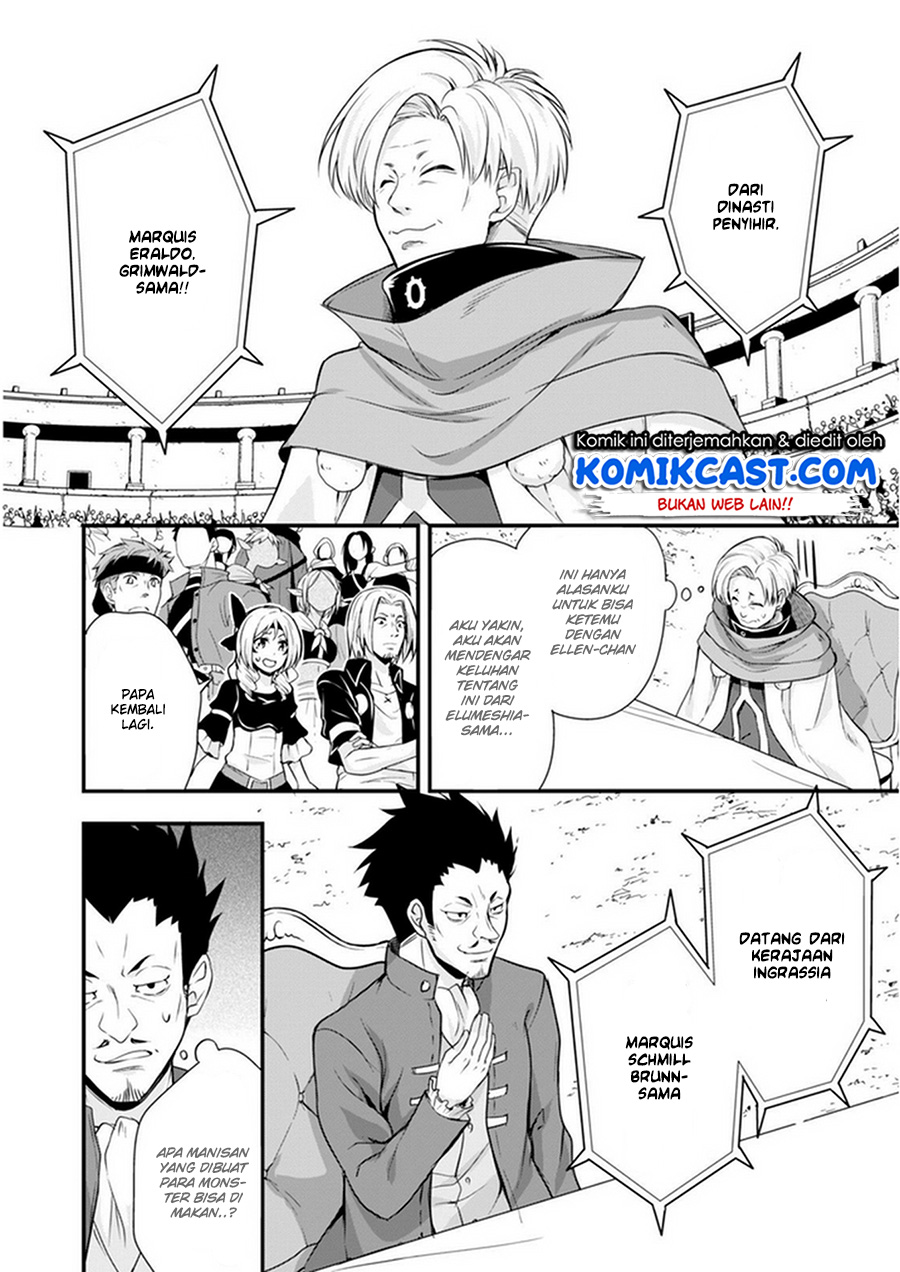 DARI
DINASTI
PENYIHIR.
MARQUIS
ERALDO,
GRIMWALD-
SAMA!!
Komik ini diterjemahkan & diedit oleh
KOMIKCAST.COM
BUKAN WEB LAIN!!
INI HANYA
ALASANKU
UNTUK BISA
KETEMU
DENGAN
ELLEN-CHAN
AKU YAKIN,
AKU AKAN
MENDENGAR
KELUHAN
TENTANG
INI DARI
ELUMESHIA-
SAMA...
PAPA
KEMBALI
LAGI.
DATANG DARI
KERAJAAN
INGRASSIA
MARQUIS
SCHMILL
BRUNN-
SAMA
APA MANISAN
YANG DIBUAT
PARA MONS-
TER BISA DI
MAKAN..?